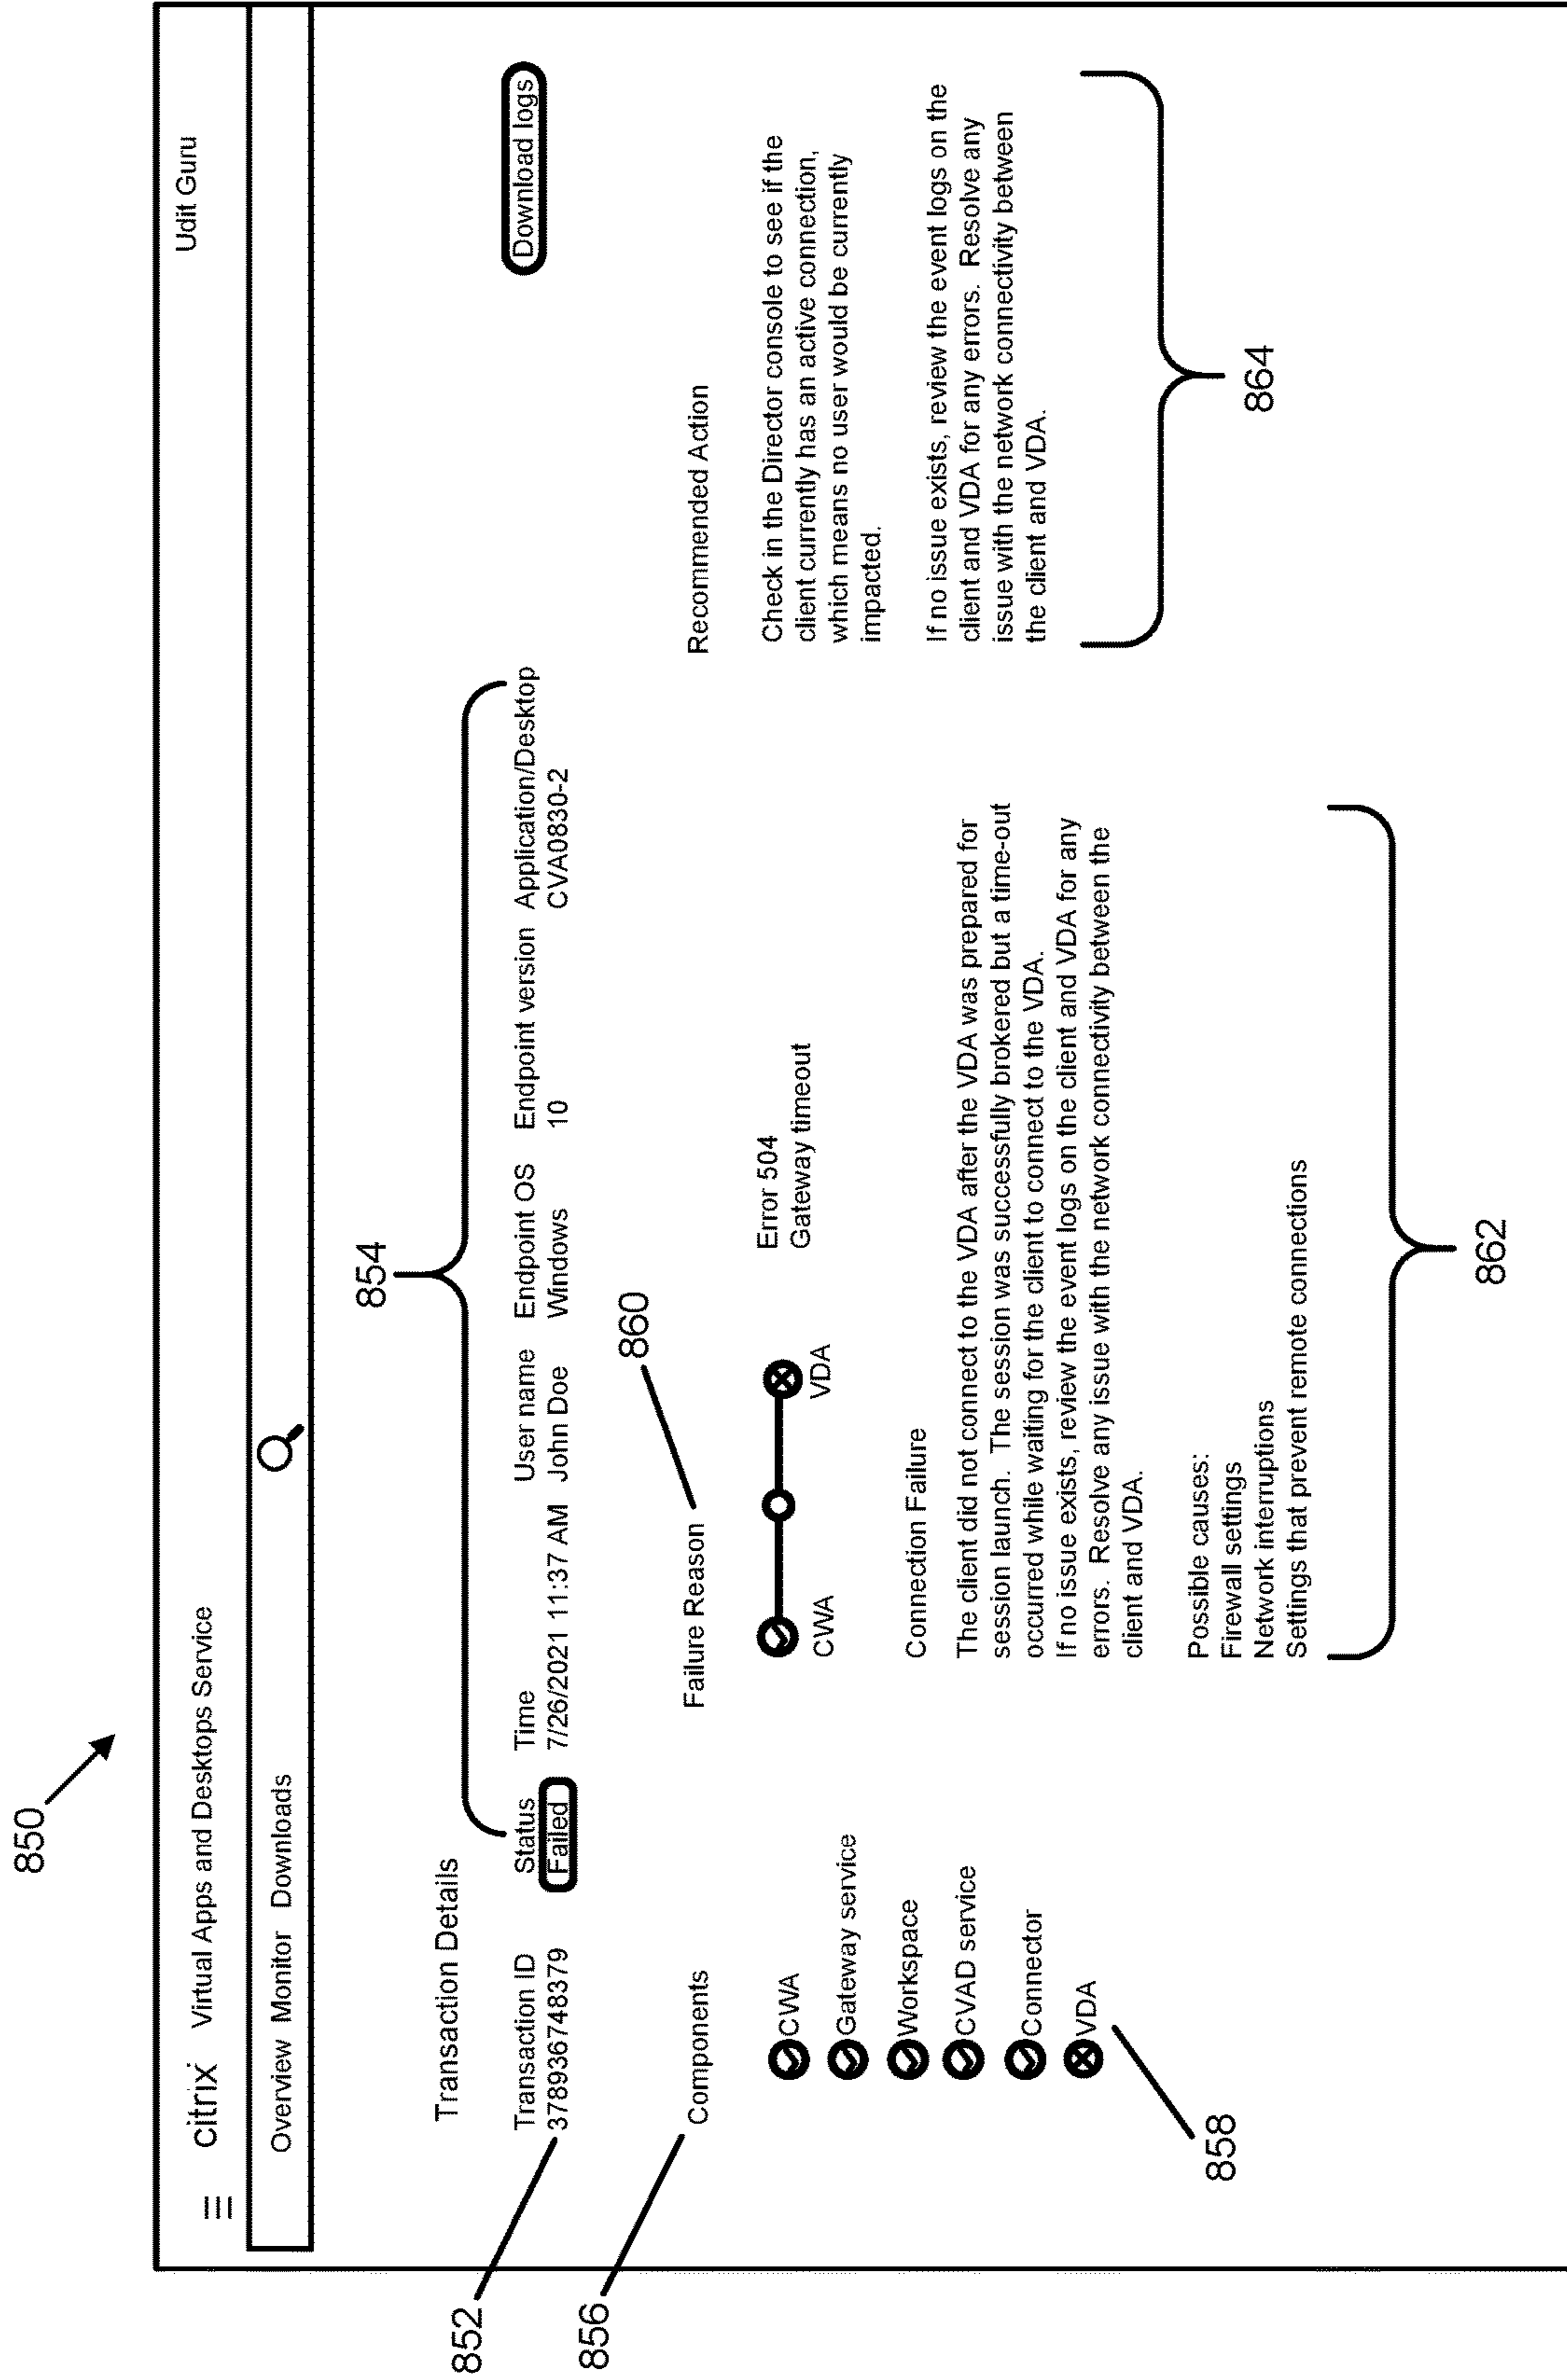 850
citrix Virtual Apps and Desktops Service Udit Guru
Overview Monitor Downloads
854
Transaction Details
Transaction ID Status Time User name Endpoint OS Endpoint version Application/Desktop
378936748379 Failed 7/26/2021 11:37 AM John Doe Windows 10 CVA0830-2
Download logs
852
856
Components
CWA
Gateway service
Workspace
CVAD service
Connector
VDA
858
Failure Reason
860
CWA
VDA
Error 504
Gateway timeout
Connection Failure
The client did not connect to the VDA after the VDA was prepared for
session launch. The session was successfully brokered but a time-out
occurred while waiting for the client to connect to the VDA.
If no issue exists, review the event logs on the client and VDA for any
errors. Resolve any issue with the network connectivity between the
client and VDA.
Possible causes:
Firewall settings
Network interruptions
Settings that prevent remote connections
862
Recommended Action
Check in the Director console to see if the
client currently has an active connection,
which means no user would be currently
impacted.
If no issue exists, review the event logs on the
client and VDA for any errors. Resolve any
issue with the network connectivity between
the client and VDA.
864